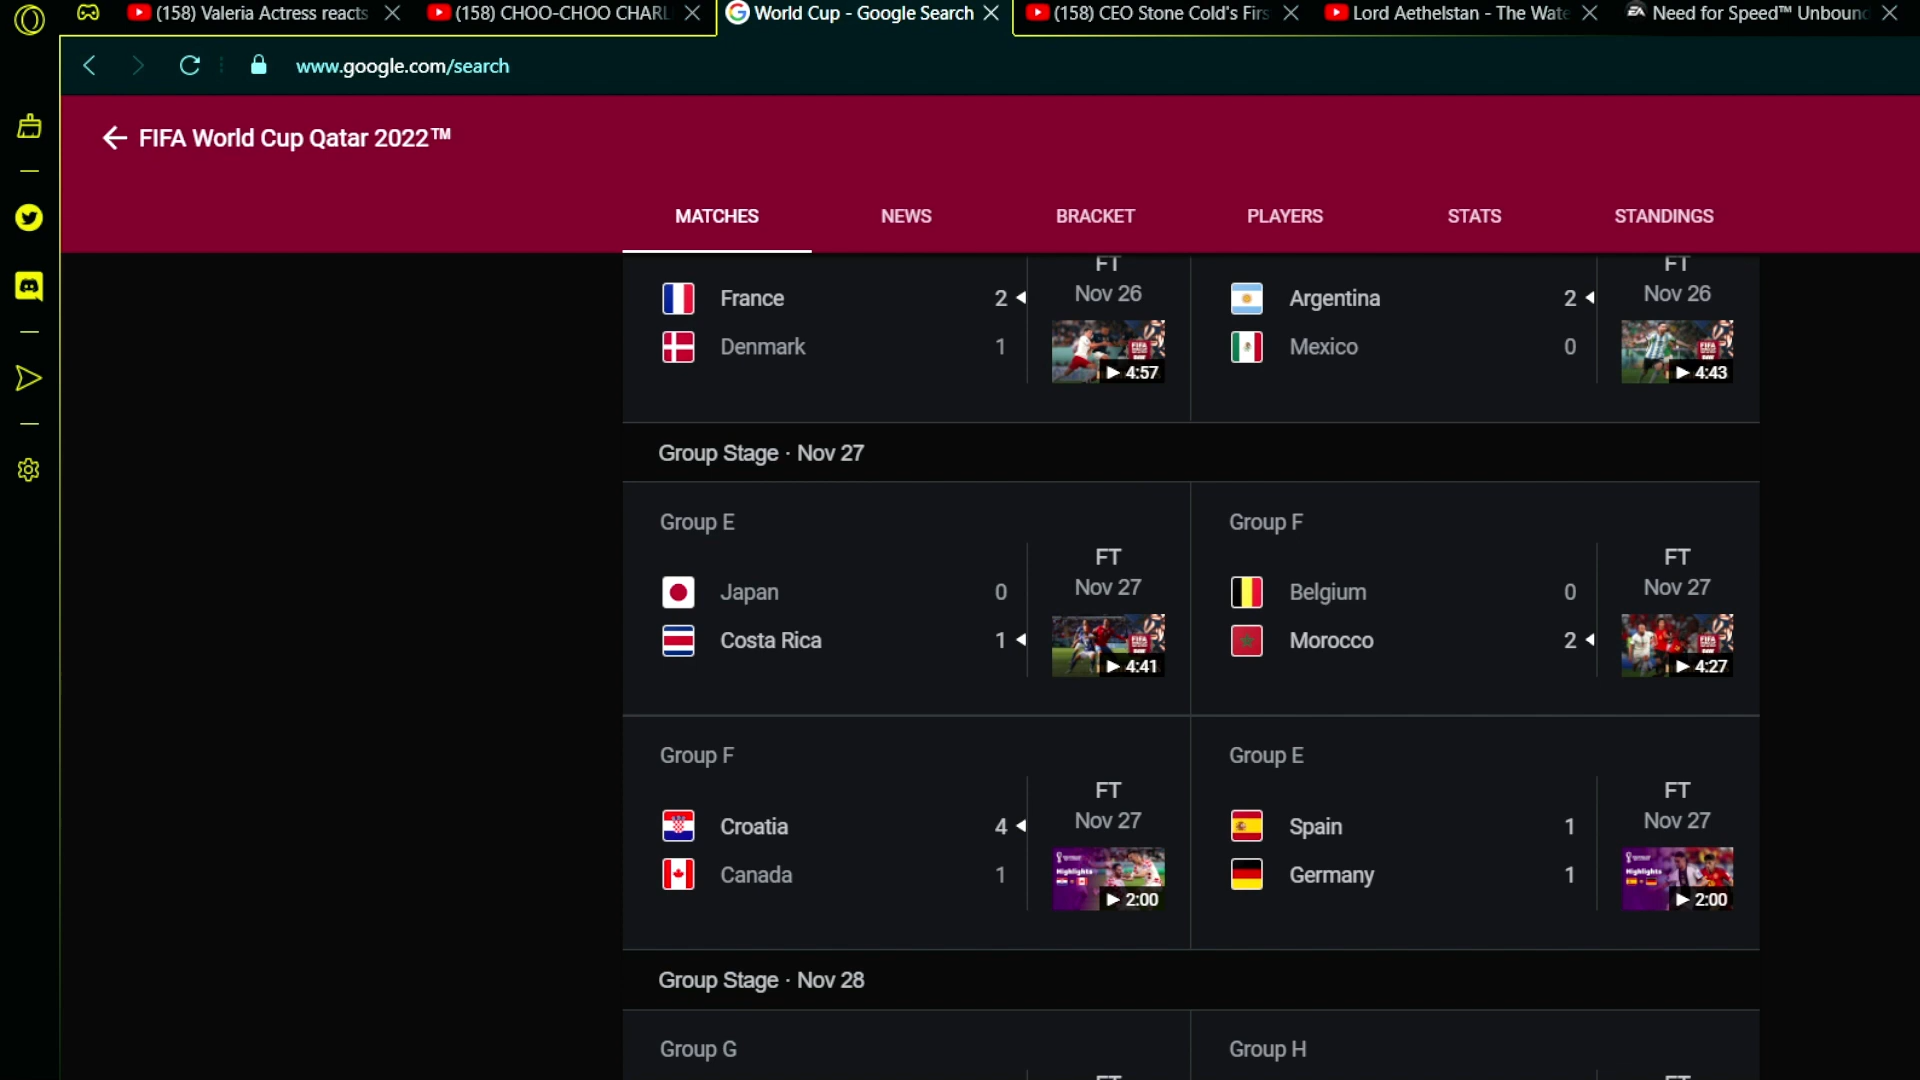 (158) Valeria Actress reacts
(158) CHOO-CHOO CHARL
World Cup - Google Search
(158) CEO Stone Cold's Firs
Lord Aethelstan - The Wate
Need for Speed™ Unbound
www.google.com/search
FIFA World Cup Qatar 2022™
MATCHES
NEWS
BRACKET
PLAYERS
STATS
STANDINGS
France 2
Denmark 1
FT
Nov 26
4:57
Argentina 2
Mexico 0
FT
Nov 26
4:43
Group Stage · Nov 27
Group E
Japan 0
Costa Rica 1
FT
Nov 27
4:41
Group F
Belgium 0
Morocco 2
FT
Nov 27
4:27
Group F
Croatia 4
Canada 1
FT
Nov 27
Highlights
2:00
Group E
Spain 1
Germany 1
FT
Nov 27
Highlights
2:00
Group Stage · Nov 28
Group G
FT
Group H
FT